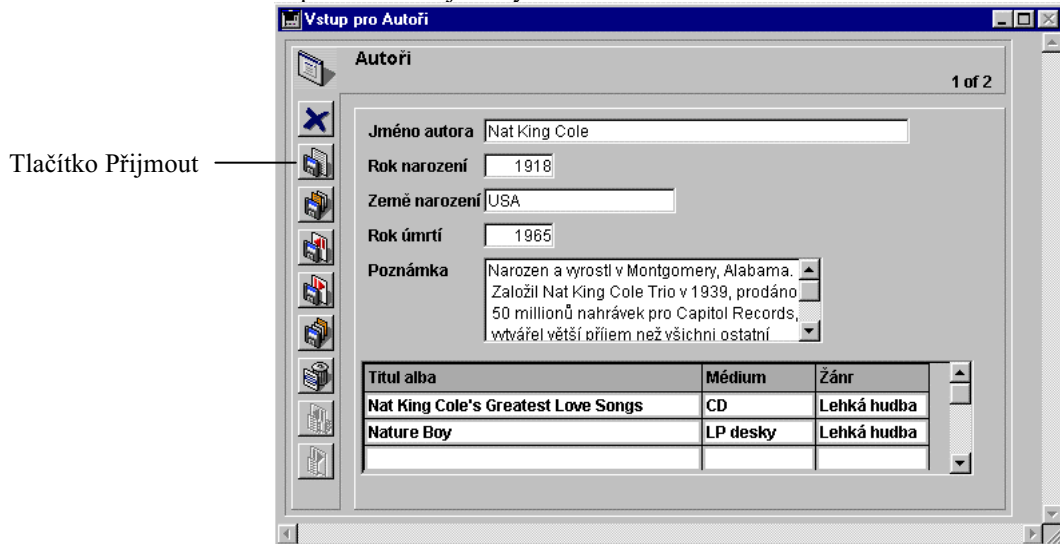 Vstup pro Autoři
Autoři
1 of 2
Jméno autora Nat King Cole
Tlačítko Přijmout
Rok narození 1918
Země narození USA
Rok úmrtí 1965
Poznámka
Narozen a vyrostl v Montgomery, Alabama.
Založil Nat King Cole Trio v 1939, prodáno
50 millionů nahrávek pro Capitol Records,
vytvářel větší příjem než všichni ostatní
Titul alba Médium Žánr
Nat King Cole's Greatest Love Songs CD Lehká hudba
Nature Boy LP desky Lehká hudba